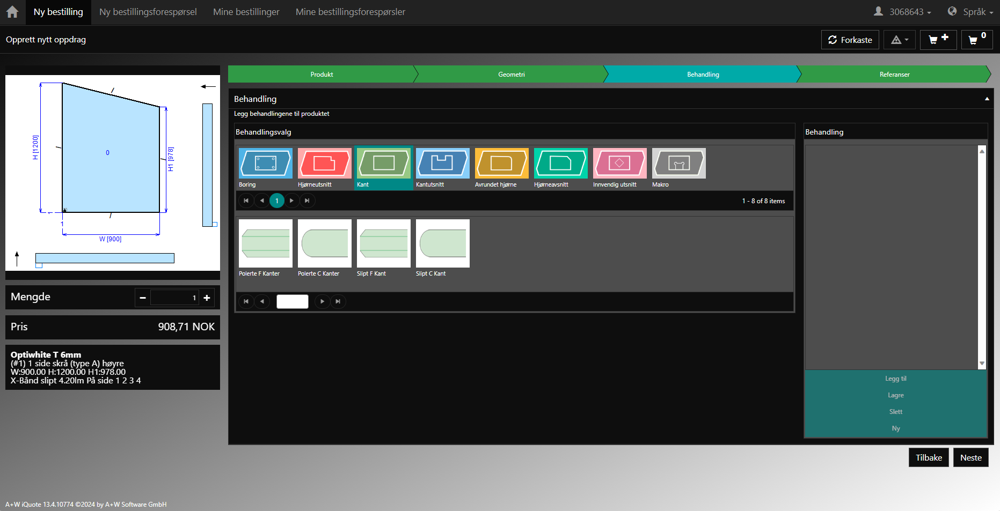 Ny bestilling
Ny bestillingsforespørsel
Mine bestillinger
Mine bestillingsforespørsler
3068643
Språk
Opprett nytt oppdrag
Forkaste
0
H [1200]
0
H1 [978]
1
1
W [900]
Mengde
1
Pris
908,71 NOK
Optiwhite T 6mm
(#1) 1 side skrå (type A) høyre
W:900.00 H:1200.00 H1:978.00
X-Bånd slipt 4.20lm På side 1 2 3 4
Produkt
Geometri
Behandling
Referanser
Behandling
Legg behandlingene til produktet
Behandlingsvalg
Boring
Hjørneutsnitt
Kant
Kantutsnitt
Avrundet hjørne
Hjørneavsnitt
Innvendig utsnitt
Makro
1
1 - 8 of 8 items
Polerte F Kanter
Polerte C Kanter
Slipt F Kant
Slipt C Kant
Behandling
Legg til
Lagre
Slett
Ny
Tilbake
Neste
A+W iQuote 13.4.10774 ©2024 by A+W Software GmbH